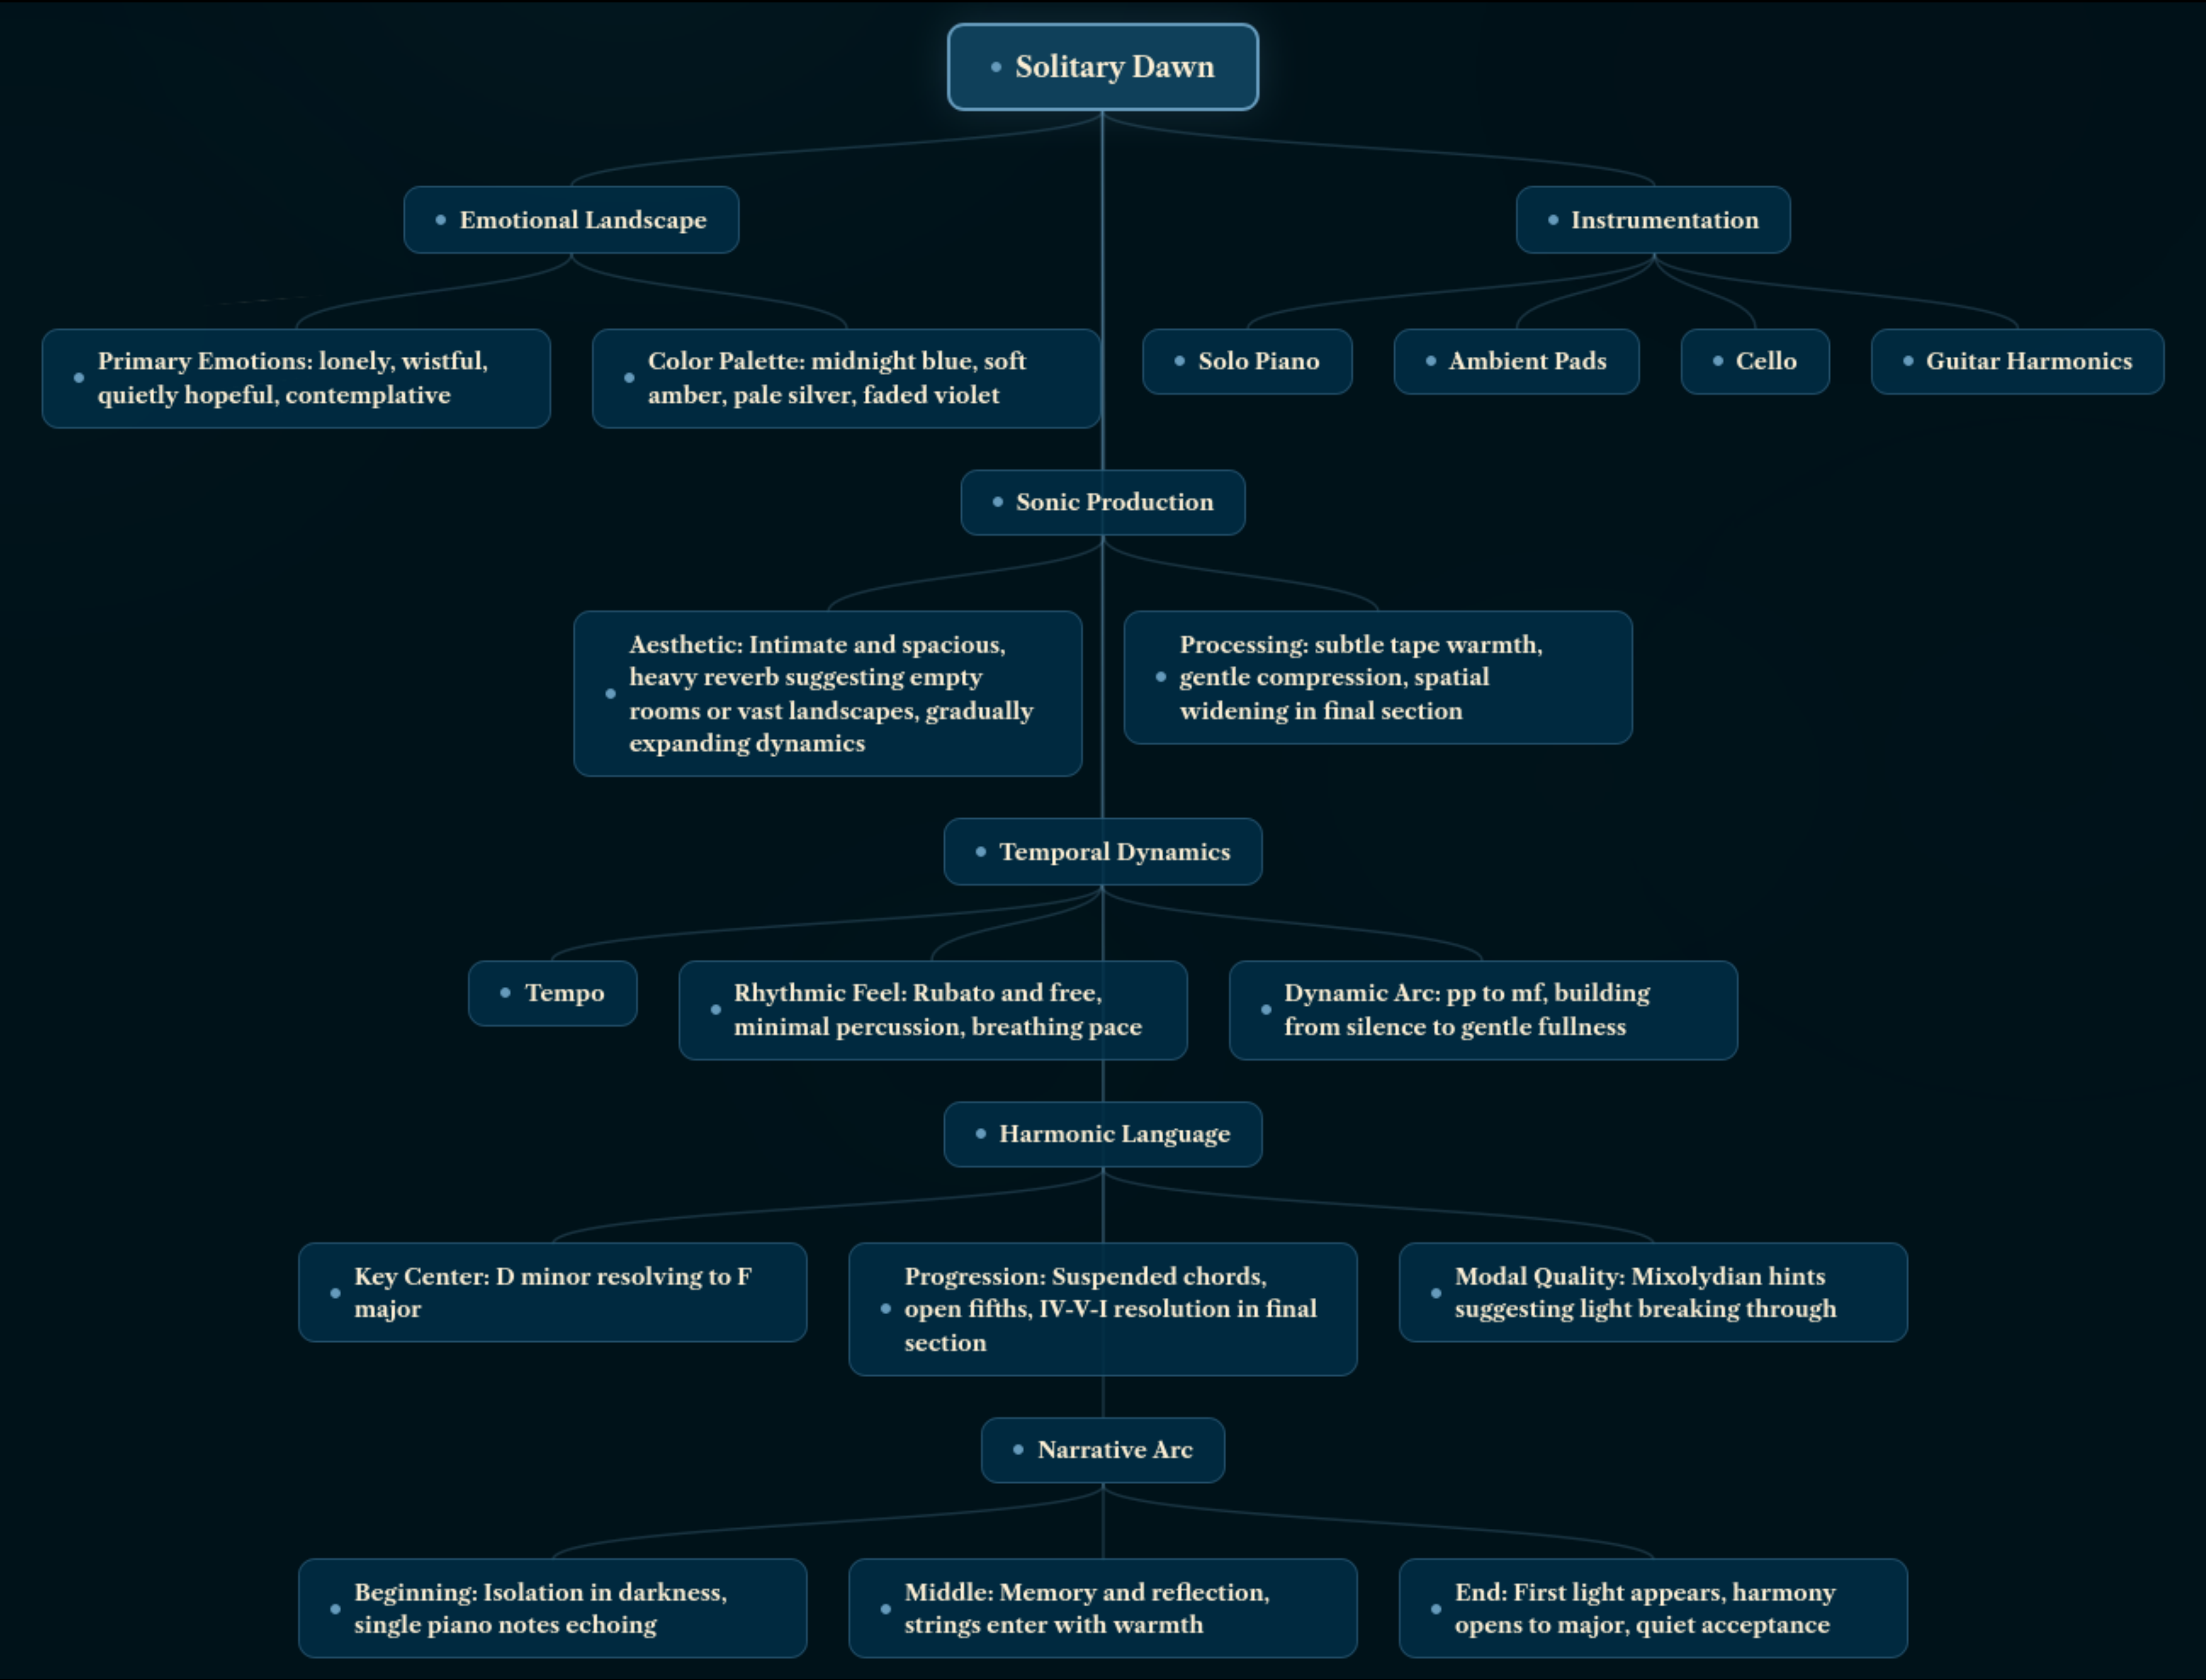 Solitary Dawn
Emotional Landscape
Instrumentation
Primary Emotions: lonely, wistful,
quietly hopeful, contemplative
Color Palette: midnight blue, soft
amber, pale silver, faded violet
Solo Piano
Ambient Pads
Cello
Guitar Harmonics
Sonic Production
Aesthetic: Intimate and spacious,
heavy reverb suggesting empty
rooms or vast landscapes, gradually
expanding dynamics
Processing: subtle tape warmth,
gentle compression, spatial
widening in final section
Temporal Dynamics
Tempo
Rhythmic Feel: Rubato and free,
minimal percussion, breathing pace
Dynamic Arc: pp to mf, building
from silence to gentle fullness
Harmonic Language
Key Center: D minor resolving to F
major
Progression: Suspended chords,
open fifths, IV-V-I resolution in final
section
Modal Quality: Mixolydian hints
suggesting light breaking through
Narrative Arc
Beginning: Isolation in darkness,
single piano notes echoing
Middle: Memory and reflection,
strings enter with warmth
End: First light appears, harmony
opens to major, quiet acceptance